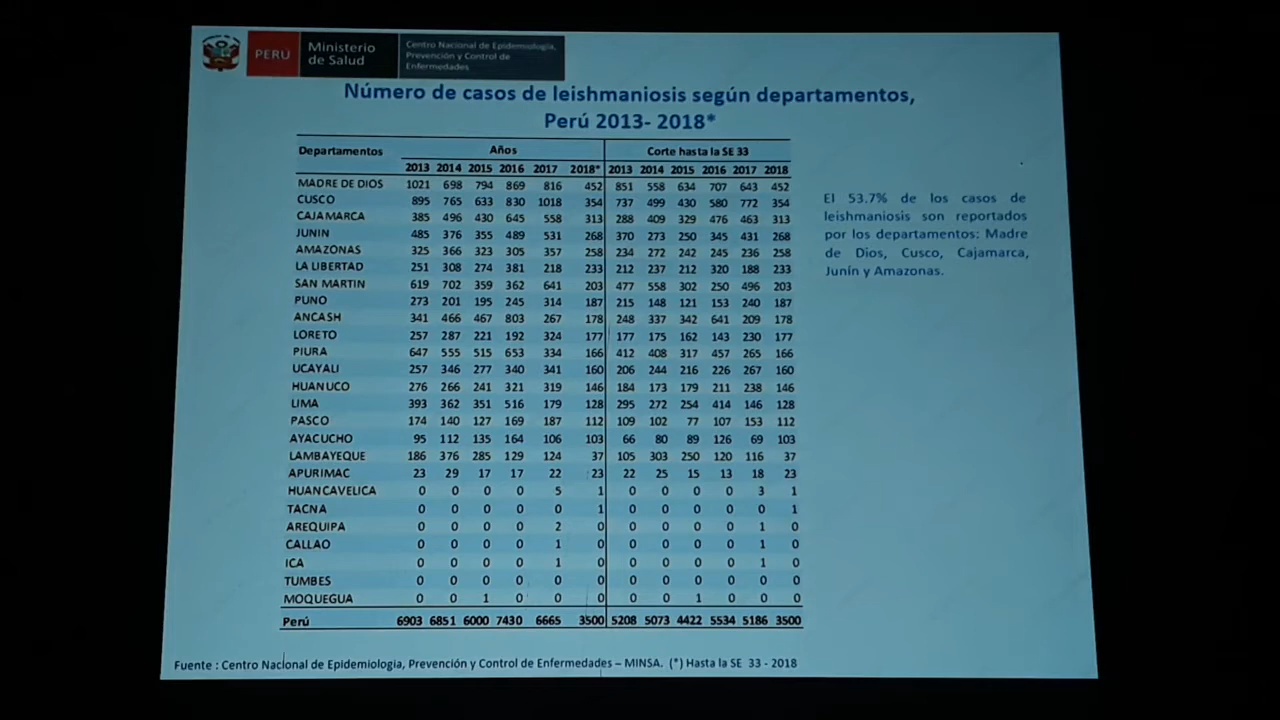 PERÚ
Ministerio
de Salud
Centro Nacional de Epidemiología,
Prevención y Control de
Enfermedades
Número de casos de leishmaniosis según departamentos,
Perú 2013- 2018*
Departamentos Años Corte hasta la SE 33
2013 2014 2015 2016 2017 2018* 2013 2014 2015 2016 2017 2018
MADRE DE DIOS 1021 698 794 869 816 452 851 558 634 707 643 452
CUSCO 895 765 633 830 1018 354 737 499 430 580 772 354
CAJAMARCA 385 496 430 645 558 313 288 409 329 476 463 313
JUNIN 485 376 355 489 531 268 370 273 250 345 431 268
AMAZONAS 325 366 323 305 357 258 234 272 242 245 236 258
LA LIBERTAD 251 308 274 381 218 233 212 237 212 320 188 233
SAN MARTIN 619 702 359 362 641 203 477 558 302 250 496 203
PUNO 273 201 195 245 314 187 215 148 121 153 240 187
ANCASH 341 466 467 803 267 178 248 337 342 641 209 178
LORETO 257 287 221 192 324 177 177 175 162 143 230 177
PIURA 647 555 515 653 334 166 412 408 317 457 265 166
UCAYALI 257 346 277 340 341 160 206 244 216 226 267 160
HUANUCO 276 266 241 321 319 146 184 173 179 211 238 146
LIMA 393 362 351 516 179 128 295 272 254 414 146 128
PASCO 174 140 127 169 187 112 109 102 77 107 153 112
AYACUCHO 95 112 135 164 106 103 66 80 89 126 69 103
LAMBAYEQUE 186 376 285 129 124 37 105 303 250 120 116 37
APURIMAC 23 29 17 17 22 23 22 25 15 13 18 23
HUANCAVELICA 0 0 0 0 5 1 0 0 0 0 3 1
TACNA 0 0 0 0 0 1 0 0 0 0 0 1
AREQUIPA 0 0 0 0 2 0 0 0 0 0 1 0
CALLAO 0 0 0 0 1 0 0 0 0 0 1 0
ICA 0 0 0 0 1 0 0 0 0 0 1 0
TUMBES 0 0 0 0 0 0 0 0 0 0 0 0
MOQUEGUA 0 0 1 0 0 0 0 0 1 0 0 0
Perú 6903 6851 6000 7430 6665 3500 5208 5073 4422 5534 5186 3500
El 53.7% de los casos de
leishmaniosis son reportados
por los departamentos: Madre
de Dios, Cusco, Cajamarca,
Junín y Amazonas.
Fuente : Centro Nacional de Epidemiologia, Prevención y Control de Enfermedades – MINSA. (*) Hasta la SE 33 - 2018